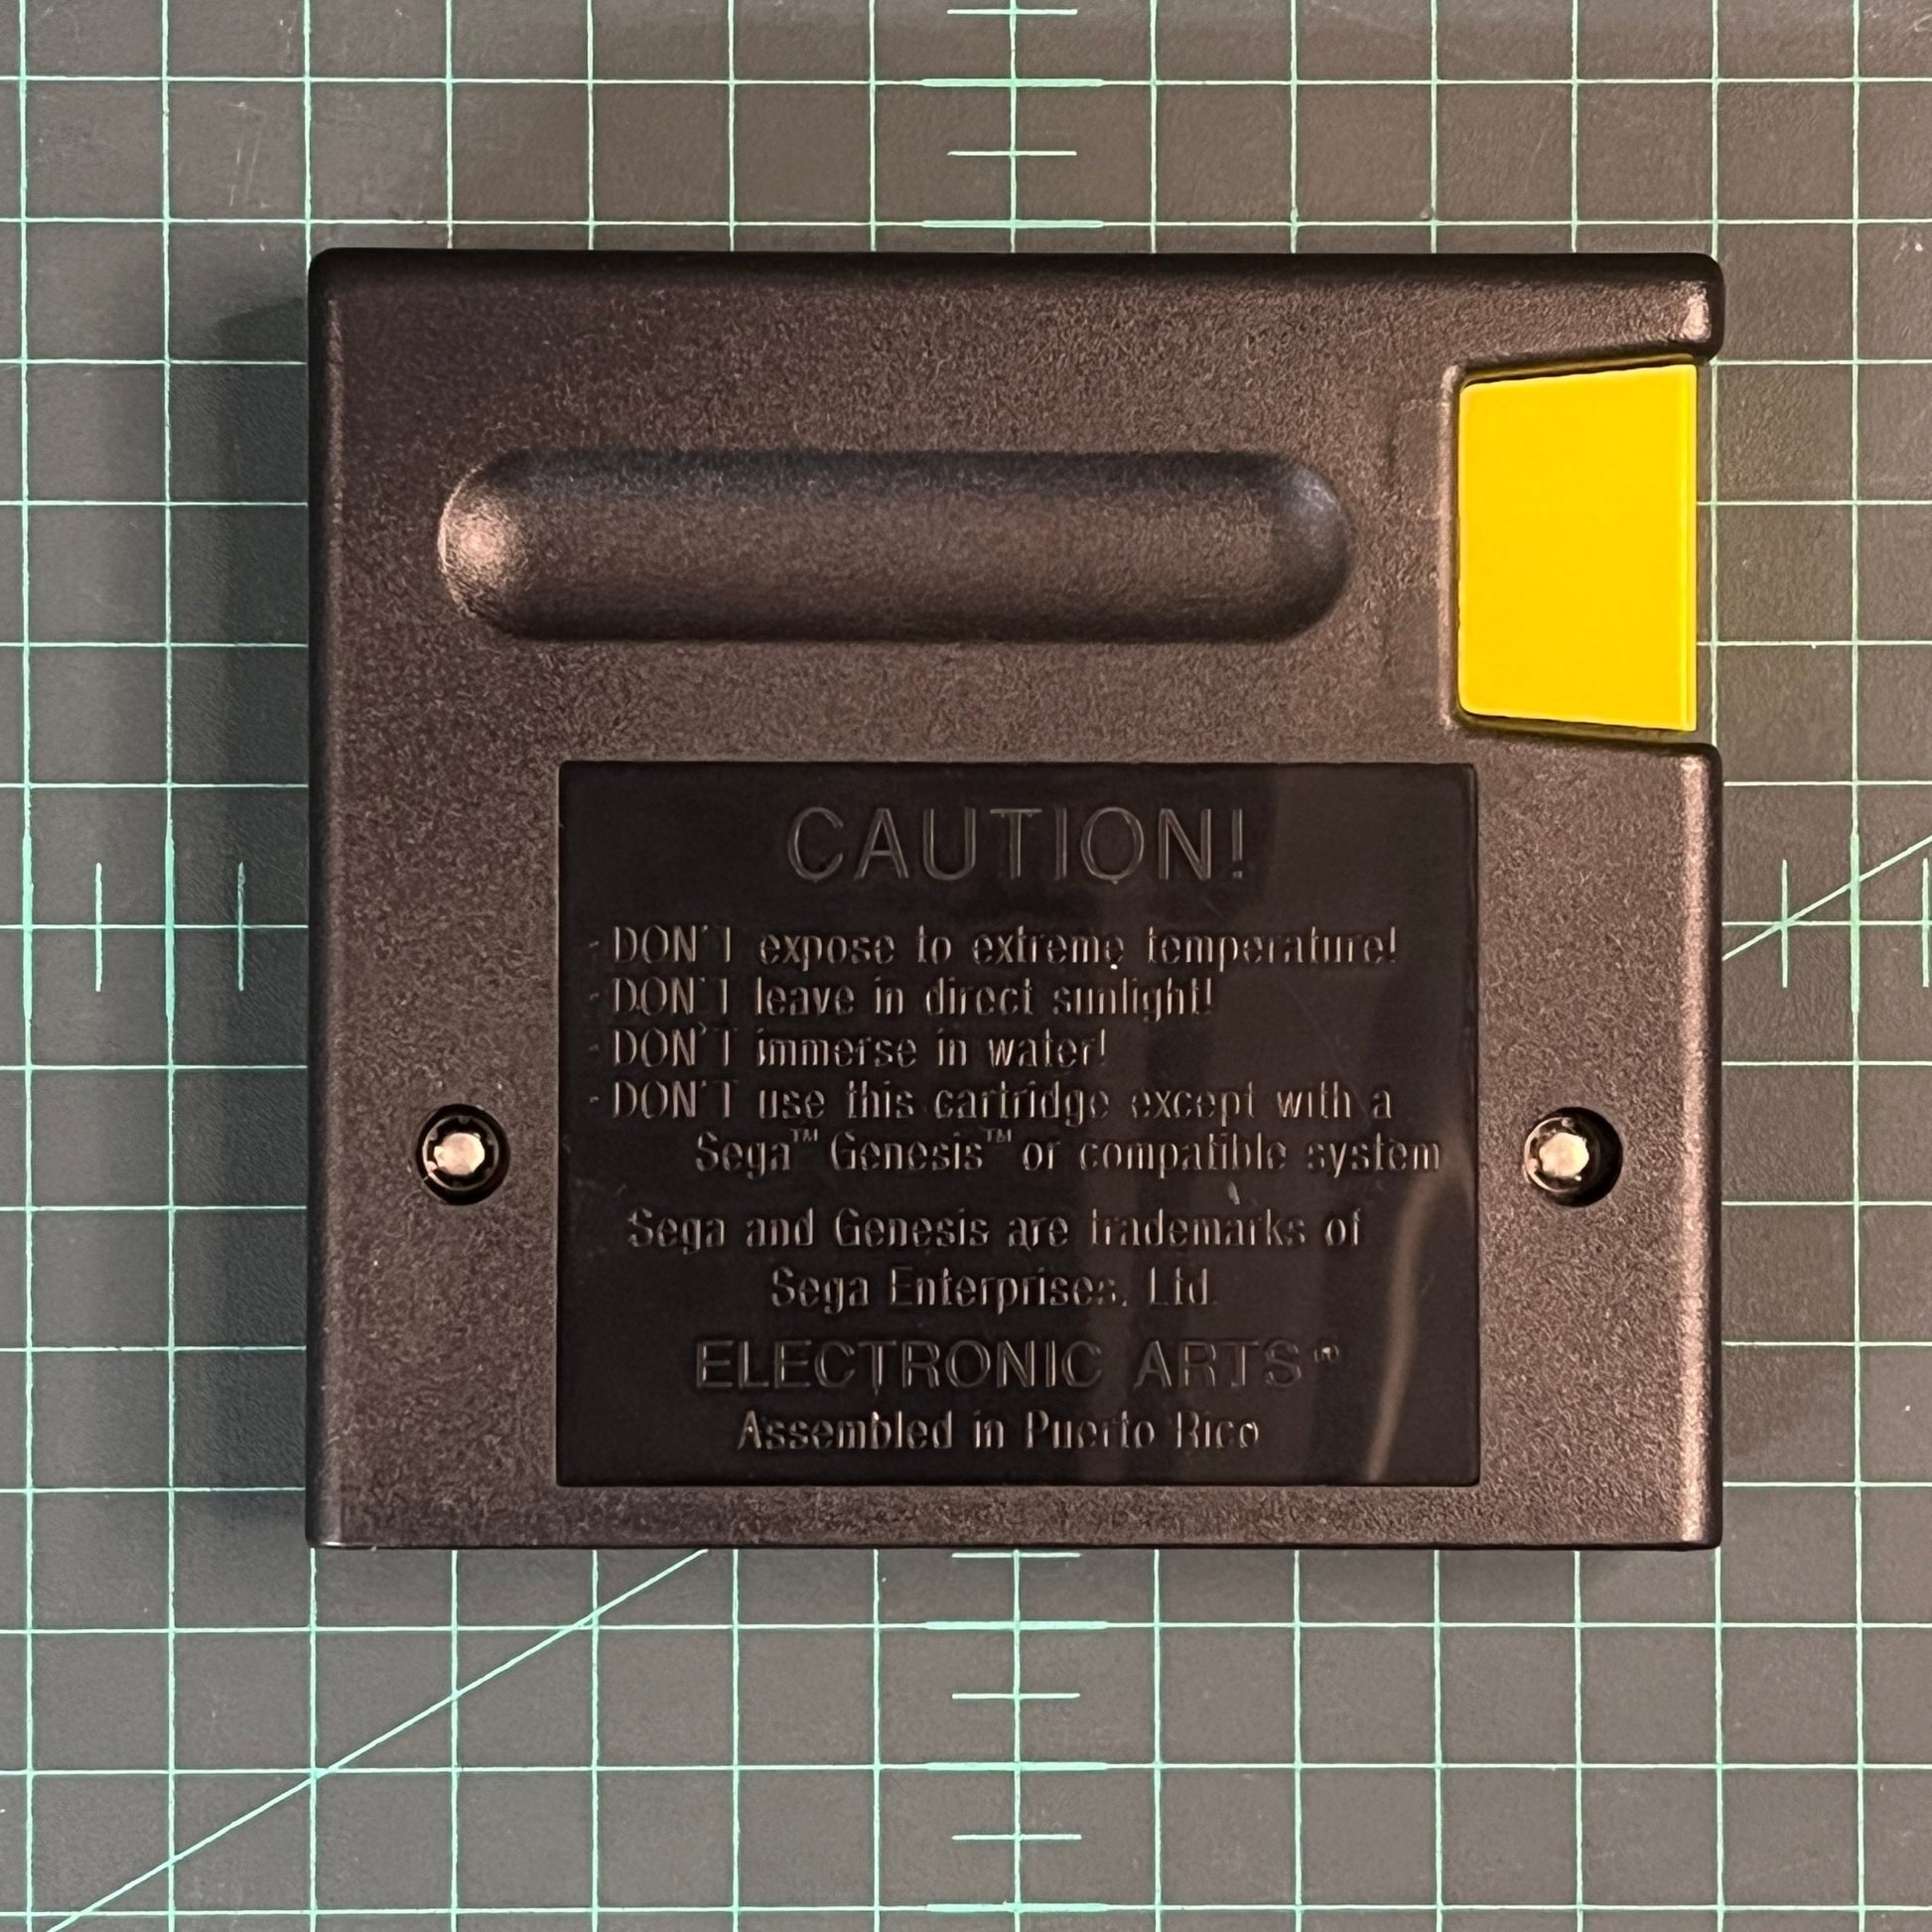 CAUTION!
- DON'T expose to extreme temperature!
- DON'T leave in direct sunlight!
- DON'T immerse in water!
- DON'T use this cartridge except with a
Sega™ Genesis™ or compatible system
Sega and Genesis are trademarks of
Sega Enterprises, Ltd.
ELECTRONIC ARTS®
Assembled in Puerto Rico